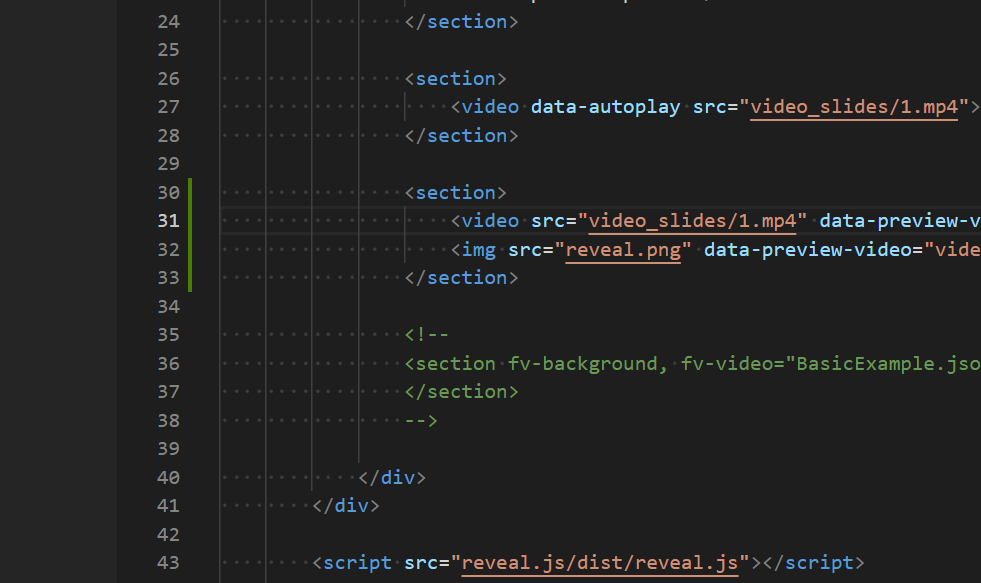 24 </section>
25
26 <section>
27 <video data-autoplay src="video_slides/1.mp4">
28 </section>
29
30 <section>
31 <video src="video_slides/1.mp4" data-preview-v
32 <img src="reveal.png" data-preview-video="vide
33 </section>
34
35 <!--
36 <section fv-background, fv-video="BasicExample.jso
37 </section>
38 -->
39
40 </div>
41 </div>
42
43 <script src="reveal.js/dist/reveal.js"></script>